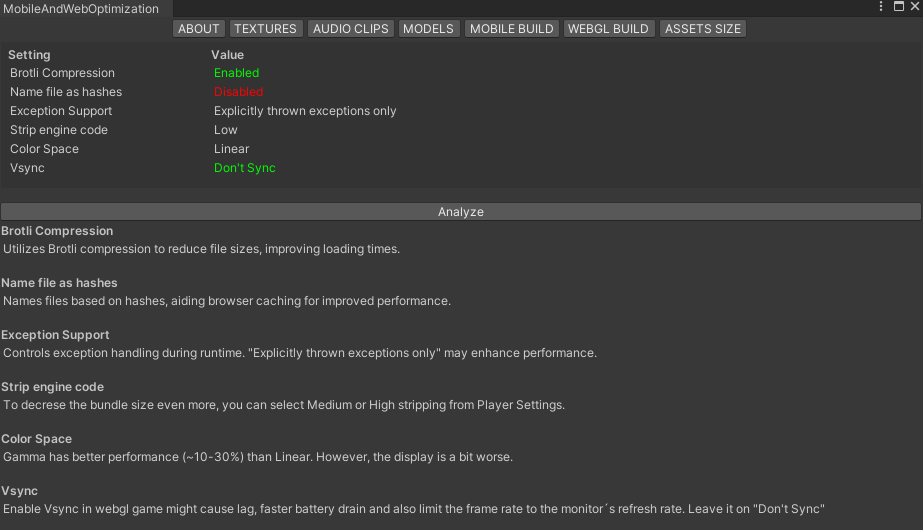 MobileAndWebOptimization
ABOUT TEXTURES AUDIO CLIPS MODELS MOBILE BUILD WEBGL BUILD ASSETS SIZE
Setting Value
Brotli Compression Enabled
Name file as hashes Disabled
Exception Support Explicitly thrown exceptions only
Strip engine code Low
Color Space Linear
Vsync Don't Sync
Analyze
Brotli Compression
Utilizes Brotli compression to reduce file sizes, improving loading times.
Name file as hashes
Names files based on hashes, aiding browser caching for improved performance.
Exception Support
Controls exception handling during runtime. "Explicitly thrown exceptions only" may enhance performance.
Strip engine code
To decrese the bundle size even more, you can select Medium or High stripping from Player Settings.
Color Space
Gamma has better performance (~10-30%) than Linear. However, the display is a bit worse.
Vsync
Enable Vsync in webgl game might cause lag, faster battery drain and also limit the frame rate to the monitor´s refresh rate. Leave it on "Don't Sync"